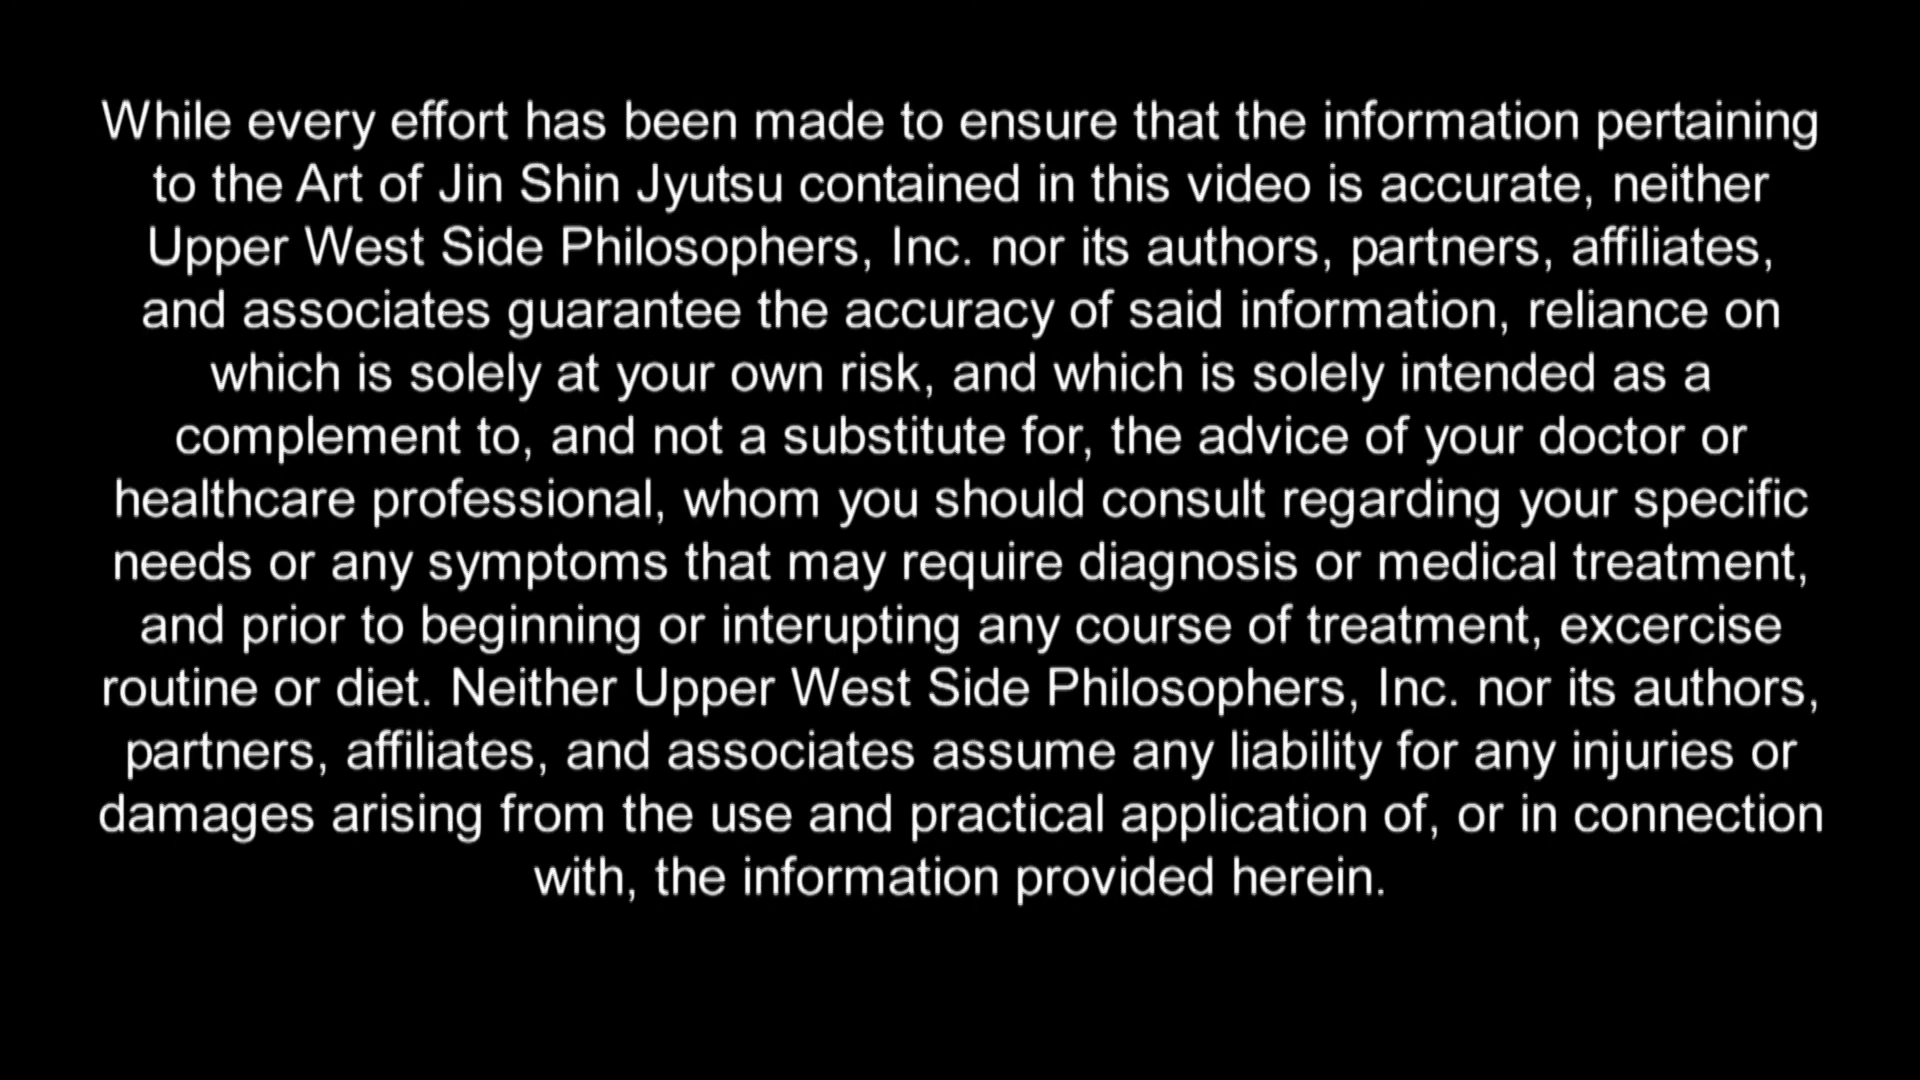 While every effort has been made to ensure that the information pertaining
to the Art of Jin Shin Jyutsu contained in this video is accurate, neither
Upper West Side Philosophers, Inc. nor its authors, partners, affiliates,
and associates guarantee the accuracy of said information, reliance on
which is solely at your own risk, and which is solely intended as a
complement to, and not a substitute for, the advice of your doctor or
healthcare professional, whom you should consult regarding your specific
needs or any symptoms that may require diagnosis or medical treatment,
and prior to beginning or interupting any course of treatment, excercise
routine or diet. Neither Upper West Side Philosophers, Inc. nor its authors,
partners, affiliates, and associates assume any liability for any injuries or
damages arising from the use and practical application of, or in connection
with, the information provided herein.